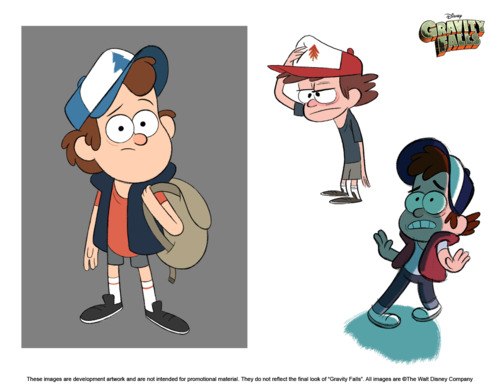 Disney
GRAVITY
FALLS
These images are development artwork and are not intended for promotional material. They do not reflect the final look of "Gravity Falls". All images are ©The Walt Disney Company